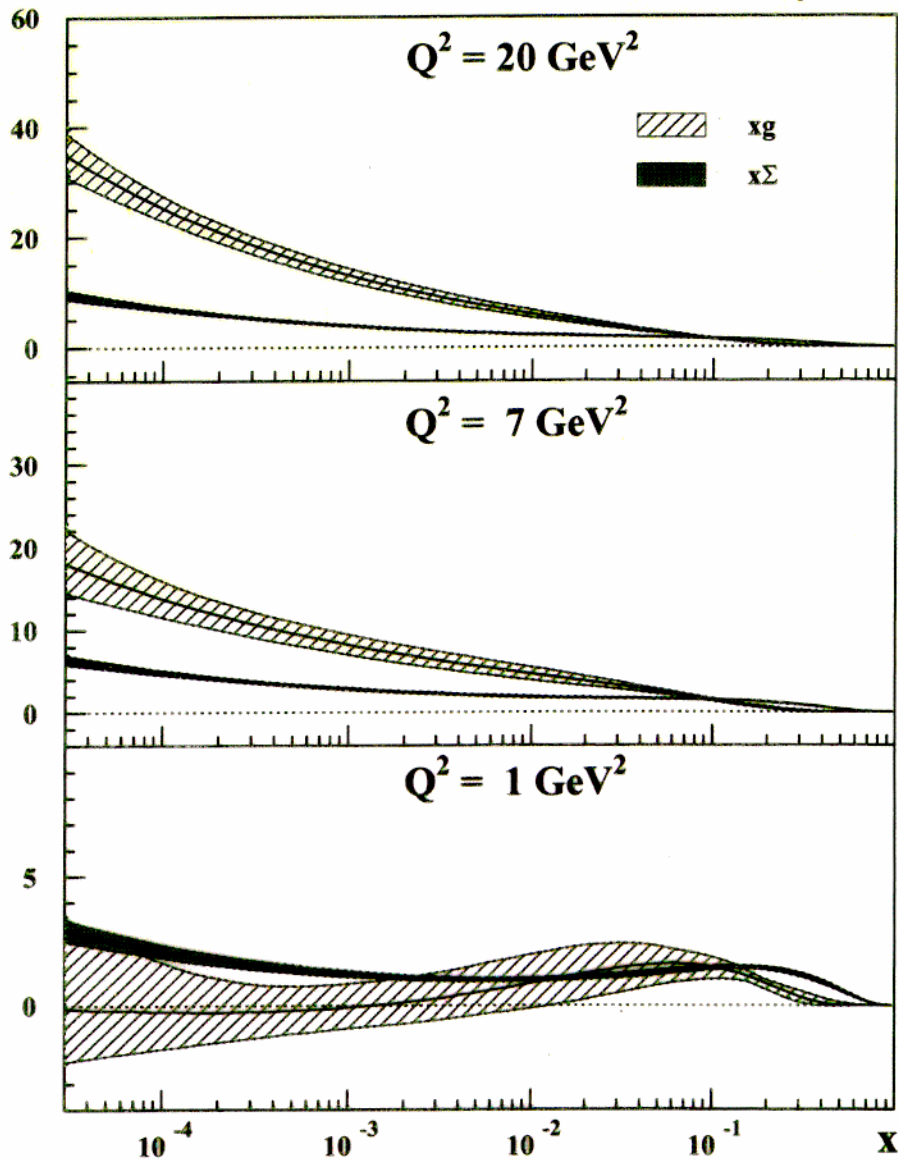 60
Q² = 20 GeV²
xg
40
xΣ
20
0
Q² = 7 GeV²
30
20
10
0
Q² = 1 GeV²
5
0
10⁻⁴ 10⁻³ 10⁻² 10⁻¹ x